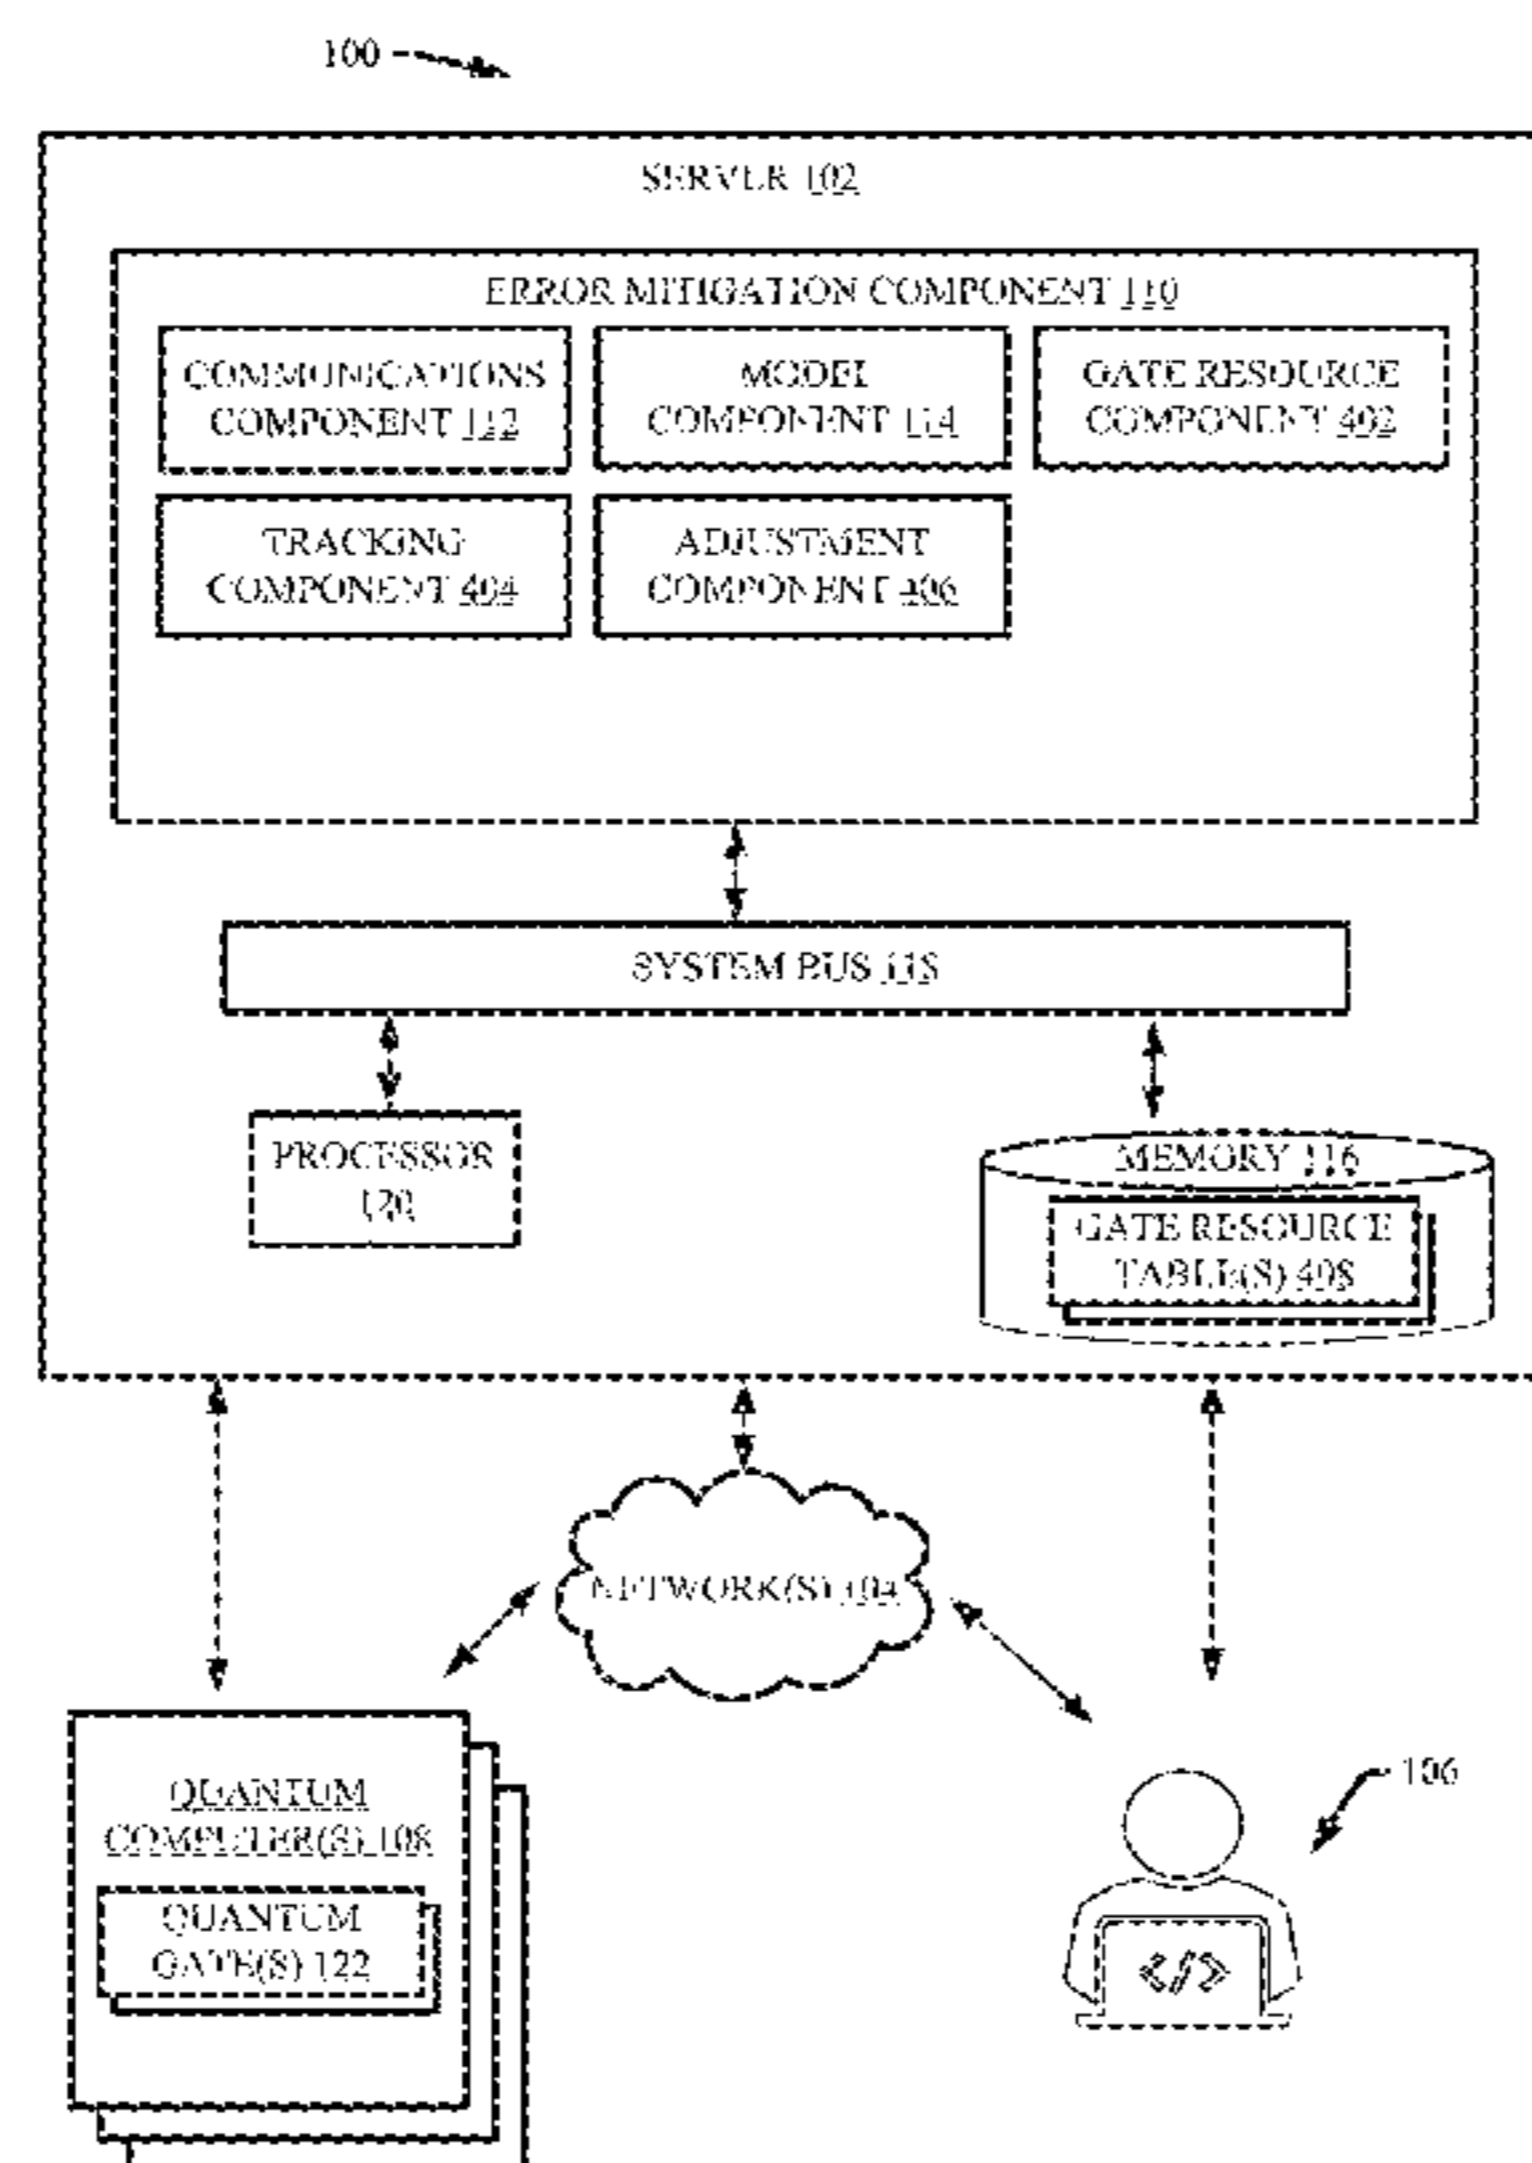 100
SERVER 102
ERROR MITIGATION COMPONENT 110
COMMUNICATIONS
COMPONENT 112
MODEL
COMPONENT 114
GATE RESOURCE
COMPONENT 402
TRACKING
COMPONENT 404
ADJUSTMENT
COMPONENT 406
SYSTEM BUS 118
PROCESSOR
120
MEMORY 116
GATE RESOURCE
TABLE(S) 408
NETWORK(S) 104
QUANTUM
COMPUTER(S) 108
QUANTUM
GATE(S) 122
106
</>